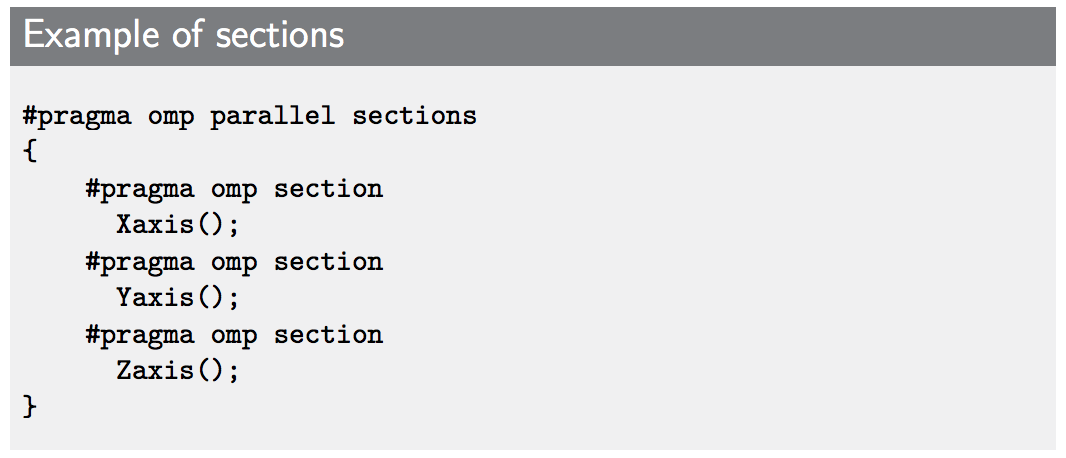 Example of sections
#pragma omp parallel sections
{
    #pragma omp section
      Xaxis();
    #pragma omp section
      Yaxis();
    #pragma omp section
      Zaxis();
}